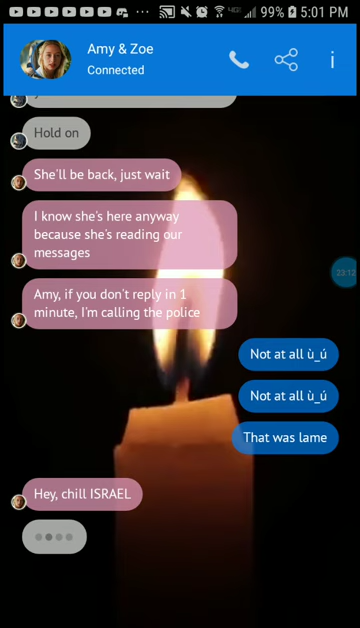 99% 5:01 PM
Amy & Zoe
Connected
Hold on
She'll be back, just wait
I know she's here anyway
because she's reading our
messages
Amy, if you don't reply in 1
minute, I'm calling the police
23:12
Not at all ù_ú
Not at all ù_ú
That was lame
Hey, chill ISRAEL